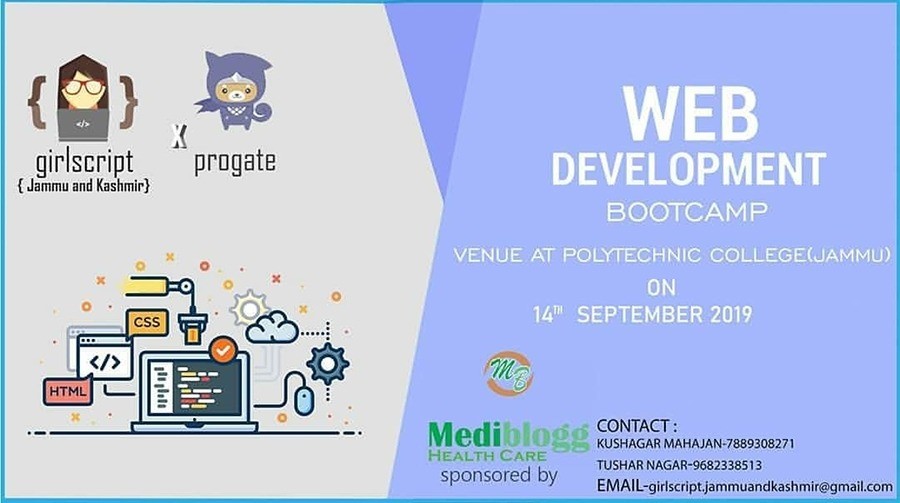 girlscript
{ Jammu and Kashmir}
X
progate
WEB
DEVELOPMENT
BOOTCAMP
VENUE AT POLYTECHNIC COLLEGE(JAMMU)
ON
14TH SEPTEMBER 2019
CSS
</>
HTML
</>
MB
Mediblogg
HEALTH CARE
sponsored by
CONTACT :
KUSHAGAR MAHAJAN-7889308271
TUSHAR NAGAR-9682338513
EMAIL-girlscript.jammuandkashmir@gmail.com